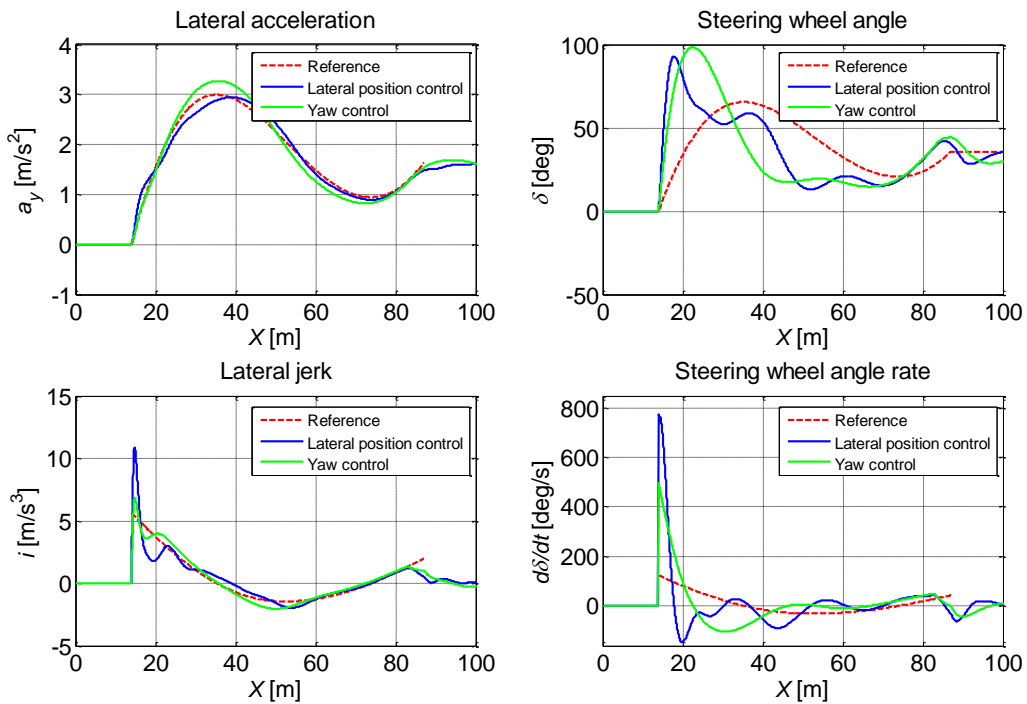 Lateral acceleration
4
3
2
1
0
-1
a_y [m/s²]
0 20 40 60 80 100
X [m]
Reference
Lateral position control
Yaw control
Steering wheel angle
100
50
0
-50
δ [deg]
0 20 40 60 80 100
X [m]
Reference
Lateral position control
Yaw control
Lateral jerk
15
10
5
0
-5
i [m/s³]
0 20 40 60 80 100
X [m]
Reference
Lateral position control
Yaw control
Steering wheel angle rate
800
600
400
200
0
dδ/dt [deg/s]
0 20 40 60 80 100
X [m]
Reference
Lateral position control
Yaw control